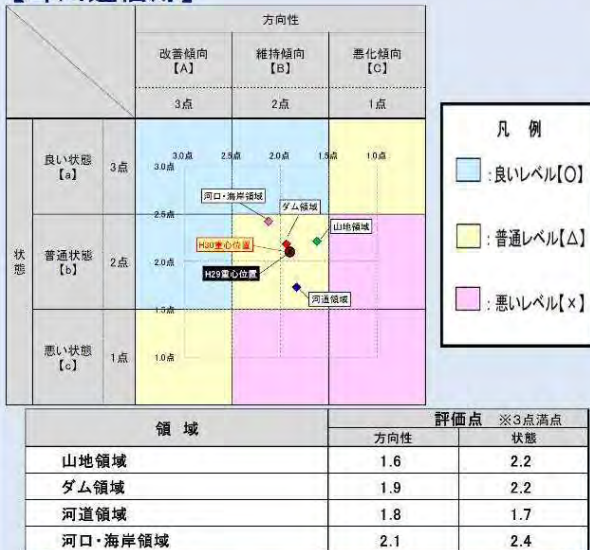 方向性
改善傾向
【A】
維持傾向
【B】
悪化傾向
【C】
3点
2点
1点
状態
良い状態
【a】
3点
普通状態
【b】
2点
悪い状態
【c】
1点
3.0点
2.5点
2.0点
1.5点
1.0点
3.0点
2.5点
2.0点
1.5点
1.0点
河口・海岸領域
ダム領域
山地領域
H30重心位置
H29重心位置
河道領域
凡 例
:良いレベル【〇】
:普通レベル【△】
:悪いレベル【×】
領 域
評価点 ※3点満点
方向性 状態
山地領域 1.6 2.2
ダム領域 1.9 2.2
河道領域 1.8 1.7
河口・海岸領域 2.1 2.4